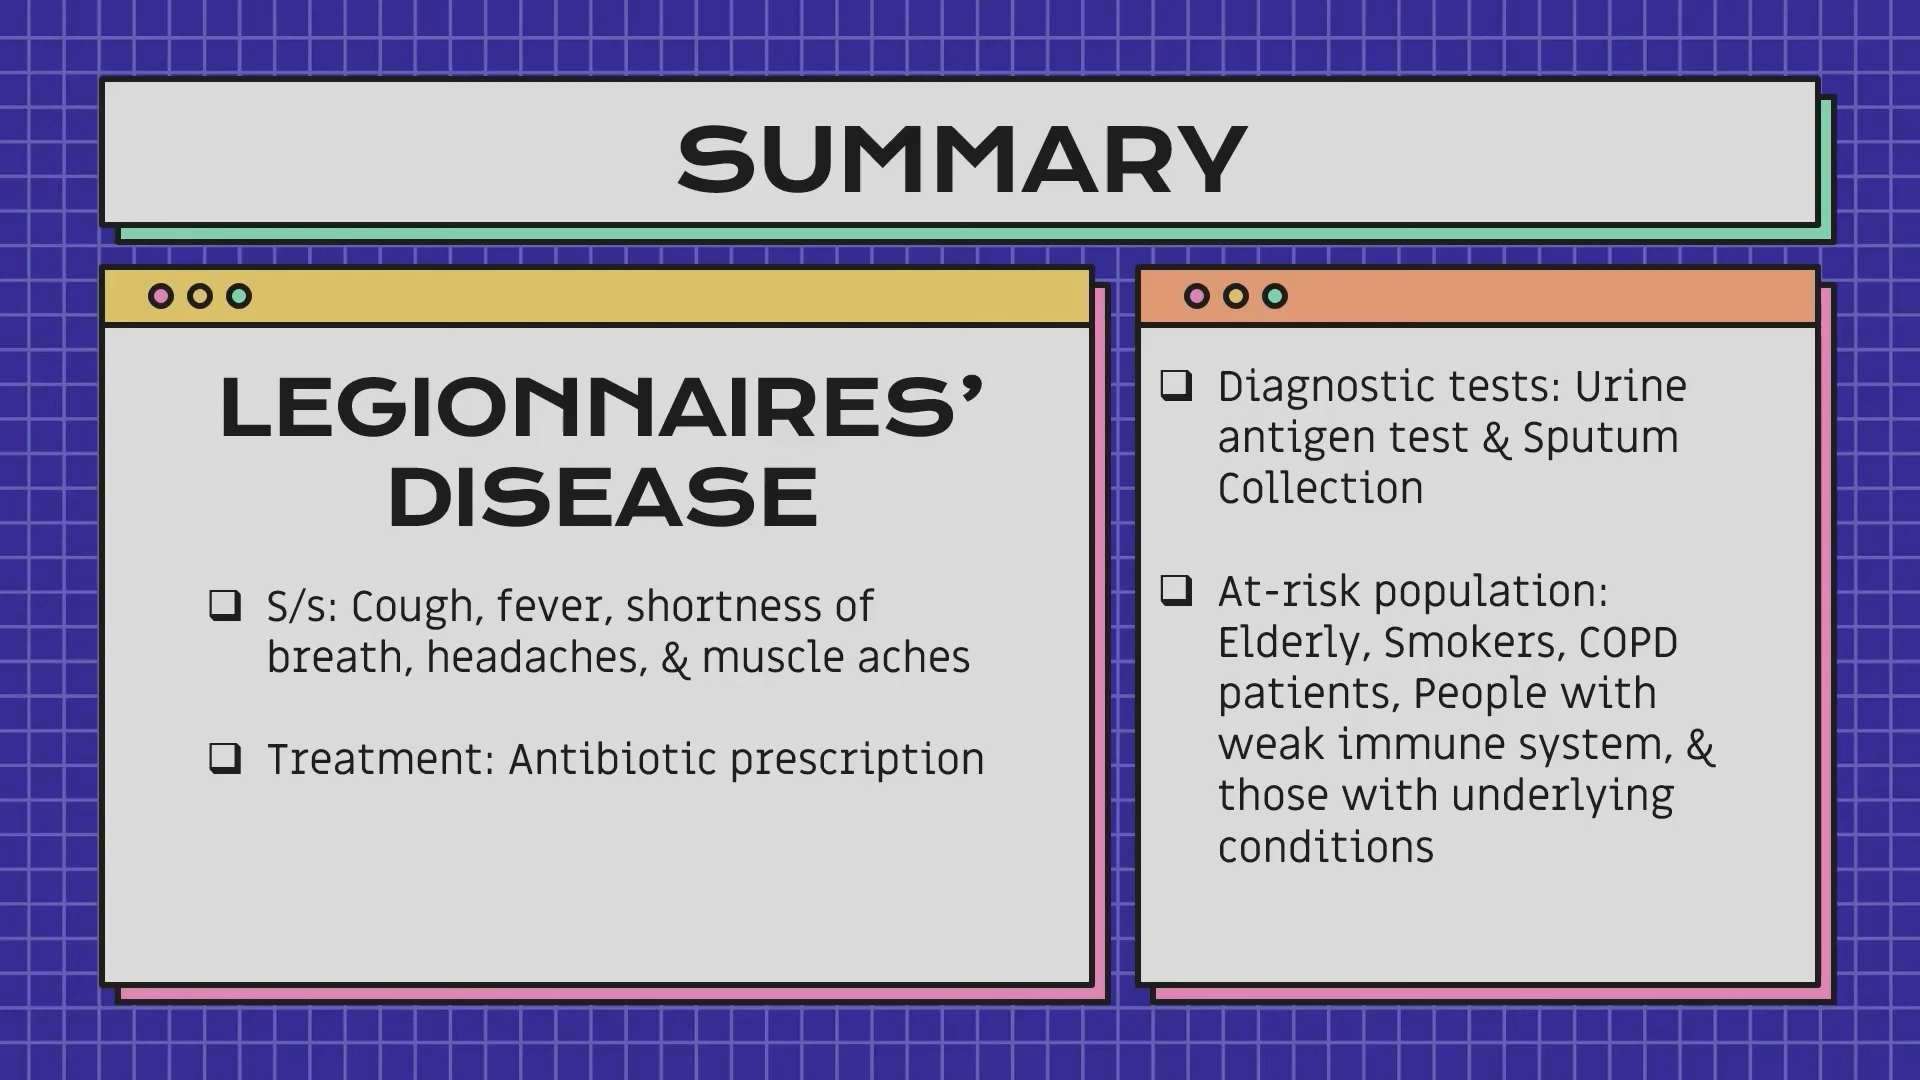 SUMMARY
LEGIONNAIRES’
DISEASE
❑ S/s: Cough, fever, shortness of
breath, headaches, & muscle aches
❑ Treatment: Antibiotic prescription
❑ Diagnostic tests: Urine
antigen test & Sputum
Collection
❑ At-risk population:
Elderly, Smokers, COPD
patients, People with
weak immune system, &
those with underlying
conditions